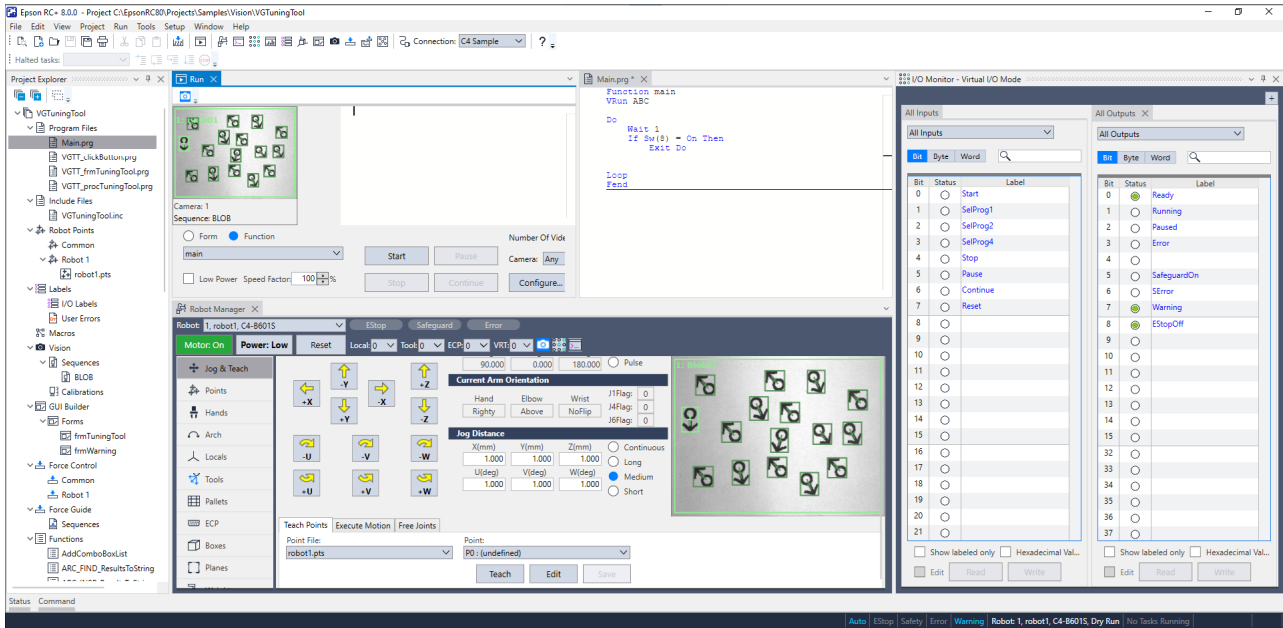 Epson RC+ 8.0.0 - Project C:\EpsonRC80\Projects\Samples\Vision\VGTuningTool
File Edit View Project Run Tools Setup Window Help
Connection: C4 Sample
Halted tasks:
Project Explorer
VGTuningTool
Program Files
Main.prg
VGTT_clickButton.prg
VGTT_frmTuningTool.prg
VGTT_procTuningTool.prg
Include Files
VGTuningTool.inc
Robot Points
Common
Robot 1
robot1.pts
Labels
I/O Labels
User Errors
Macros
Vision
Sequences
BLOB
Calibrations
GUI Builder
Forms
frmTuningTool
frmWarning
Force Control
Common
Robot 1
Force Guide
Sequences
Functions
AddComboBoxList
ARC_FIND_ResultsToString
Run
Camera: 1
Sequence: BLOB
Form Function
main
Low Power Speed Factor: 100 %
Start Pause
Stop Continue
Number Of Vide
Camera: Any
Configure...
Main.prg *
Function main
VRun ABC
Do
Wait 1
If Sw(8) = On Then
Exit Do
Loop
Fend
Robot Manager
Robot: 1, robot1, C4-B601S EStop Safeguard Error
Motor: On Power: Low Reset Local: 0 Tool: 0 ECP: 0 VRT: 0
Jog & Teach
Points
Hands
Arch
Locals
Tools
Pallets
ECP
Boxes
Planes
-Y +Z
+X -X
+Y -Z
-U -V -W
+U +V +W
90.000 0.000 180.000 Pulse
Current Arm Orientation
Hand Elbow Wrist
Righty Above NoFlip
J1Flag: 0
J4Flag: 0
J6Flag: 0
Jog Distance
X(mm) Y(mm) Z(mm)
1.000 1.000 1.000
U(deg) V(deg) W(deg)
1.000 1.000 1.000
Continuous
Long
Medium
Short
Teach Points Execute Motion Free Joints
Point File: Point:
robot1.pts P0 : (undefined)
Teach Edit Save
I/O Monitor - Virtual I/O Mode
All Inputs
All Inputs
Bit Byte Word
Bit Status Label
0 Start
1 SelProg1
2 SelProg2
3 SelProg4
4 Stop
5 Pause
6 Continue
7 Reset
8
9
10
11
12
13
14
15
16
17
18
19
20
21
Show labeled only Hexadecimal Val...
Edit Read Write
All Outputs
All Outputs
Bit Byte Word
Bit Status Label
0 Ready
1 Running
2 Paused
3 Error
4
5 SafeguardOn
6 SError
7 Warning
8 EStopOff
9
10
11
12
13
14
15
32
33
34
35
36
37
Show labeled only Hexadecimal Val...
Edit Read Write
Status Command
Auto EStop Safety Error Warning Robot: 1, robot1, C4-B601S, Dry Run No Tasks Running